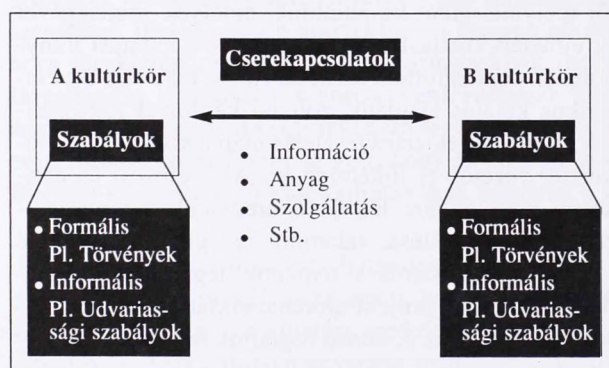 Cserekapcsolatok
A kultúrkör
Szabályok
• Formális
Pl. Törvények
• Informális
Pl. Udvarias-
sági szabályok
• Információ
• Anyag
• Szolgáltatás
• Stb.
B kultúrkör
Szabályok
• Formális
Pl. Törvények
• Informális
Pl. Udvarias-
sági szabályok